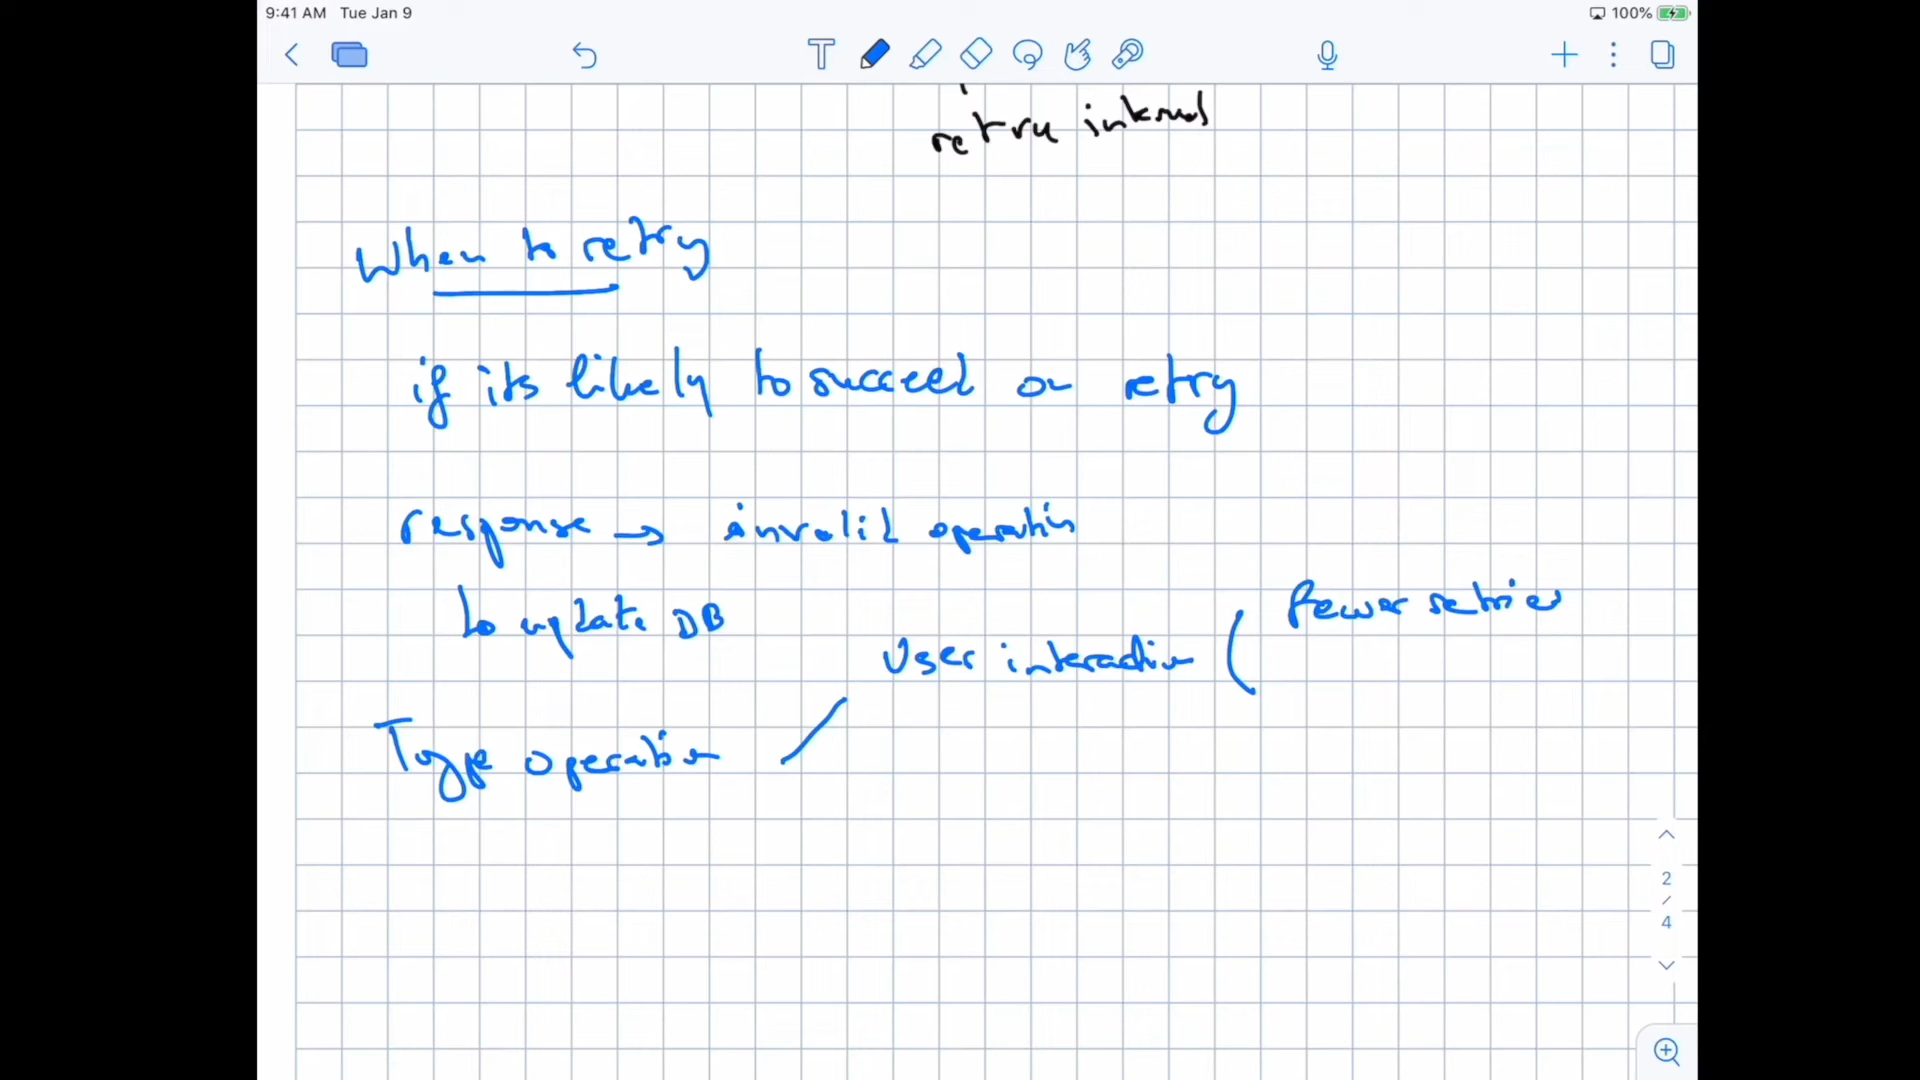 9:41 AM Tue Jan 9 100%
retry interval
When to retry
if its likely to succeed on retry
response → invalid operation
to update DB
User interaction ( fewer retries
Type operation /
2
/
4